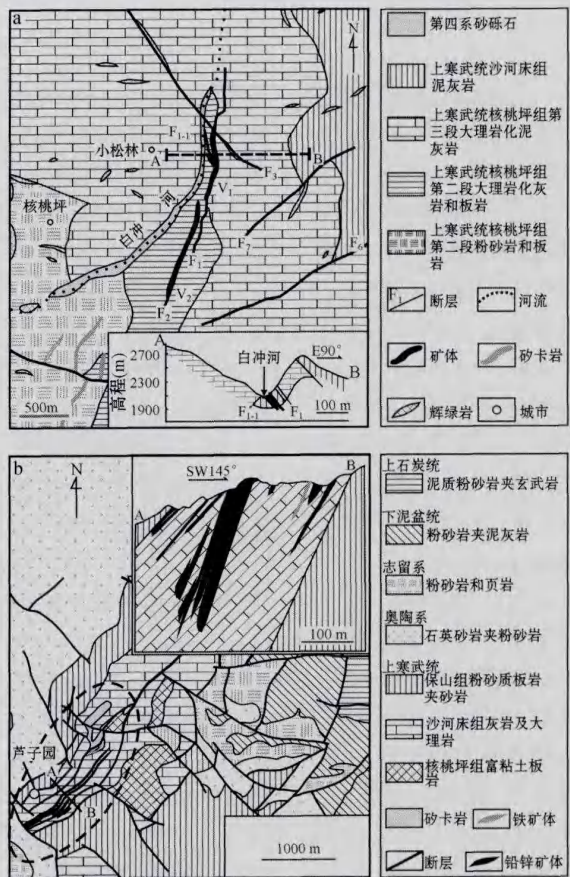 a
N
F1-1
小松林
A
B
F3
V1
核桃坪
白冲河
F7
F6
F1
V2
F2
500m
高程(m)
2700
2300
1900
A
白冲河
E90°
B
F1-1
F1
100 m
第四系砂砾石
上寒武统沙河床组
泥灰岩
上寒武统核桃坪组第
三段大理岩化泥
灰岩
上寒武统核桃坪组
第二段大理岩化灰
岩和板岩
上寒武统核桃坪组
第二段粉砂岩和板
岩
F1 断层
河流
矿体
矽卡岩
辉绿岩
城市
b
N
SW145°
A
B
100 m
芦子园
A
B
1000 m
上石炭统
泥质粉砂岩夹玄武岩
下泥盆统
粉砂岩夹泥灰岩
志留系
粉砂岩和页岩
奥陶系
石英砂岩夹粉砂岩
上寒武统
保山组粉砂质板岩
夹砂岩
沙河床组灰岩及大
理岩
核桃坪组富粘土板
岩
矽卡岩
铁矿体
断层
铅锌矿体